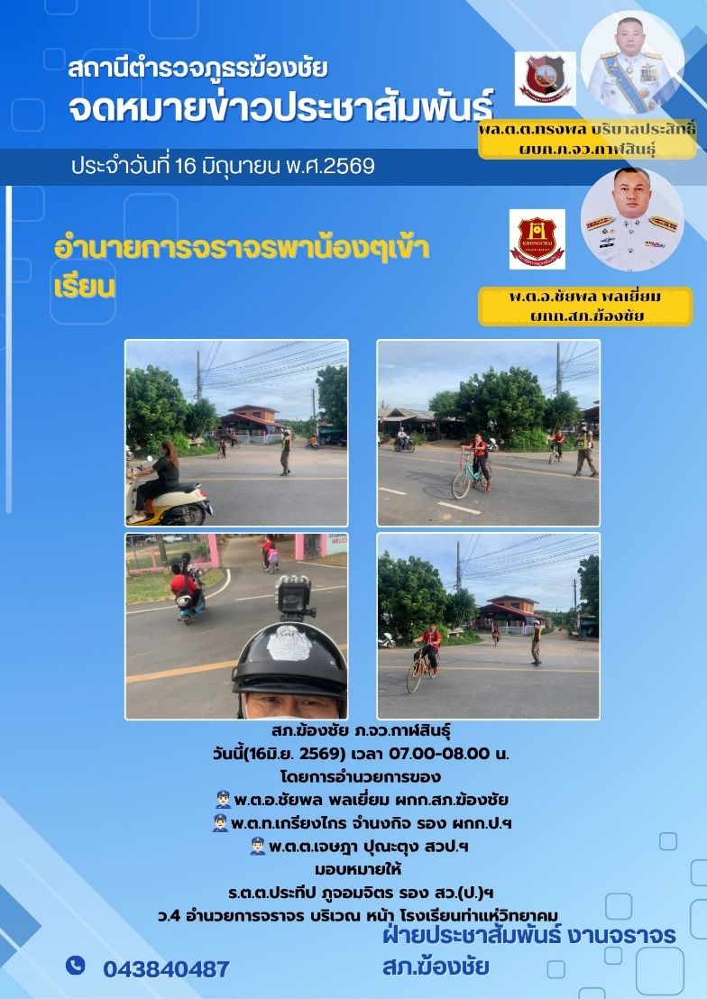 สถานีตำรวจภูธรฆ้องชัย
จดหมายข่าวประชาสัมพันธ์
ประจำวันที่ 16 มิถุนายน พ.ศ.2569
พล.ต.ต.ทรงพล บริบาลประสิทธิ์
ผบก.ภ.จว.กาฬสินธุ์
อำนายการจราจรพาน้องๆเข้า
เรียน
KHONGCHAI
พ.ต.อ.ชัยพล พลเยี่ยม
ผกก.สภ.ฆ้องชัย
สภ.ฆ้องชัย ภ.จว.กาฬสินธุ์
วันนี้(16มิ.ย. 2569) เวลา 07.00-08.00 น.
โดยการอำนวยการของ
👮🏻‍♂️พ.ต.อ.ชัยพล พลเยี่ยม ผกก.สภ.ฆ้องชัย
👮🏻‍♂️พ.ต.ท.เกรียงไกร จำนงกิจ รอง ผกก.ป.ฯ
👮🏻‍♂️พ.ต.ต.เจษฎา ปุณะตุง สวป.ฯ
มอบหมายให้
ร.ต.ต.ประทีป ภูจอมจิตร รอง สว.(ป.)ฯ
ว.4 อำนวยการจราจร บริเวณ หน้า โรงเรียนท่าแห่วิทยาคม
ฝ่ายประชาสัมพันธ์ งานจราจร
สภ.ฆ้องชัย
043840487